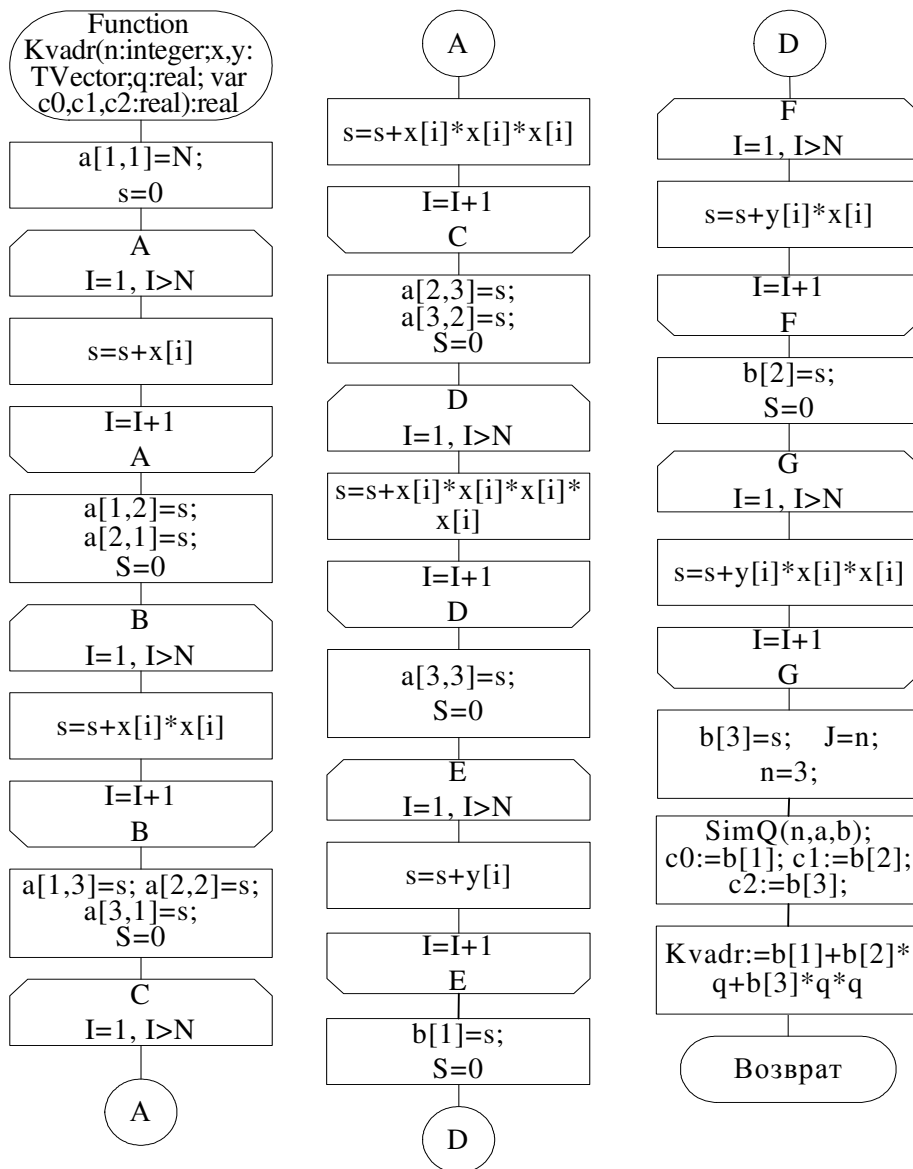 Function
Kvadr(n:integer;x,y:
TVector;q:real; var
c0,c1,c2:real):real
a[1,1]=N;
s=0
A
I=1, I>N
s=s+x[i]
I=I+1
A
a[1,2]=s;
a[2,1]=s;
S=0
B
I=1, I>N
s=s+x[i]*x[i]
I=I+1
B
a[1,3]=s; a[2,2]=s;
a[3,1]=s;
S=0
C
I=1, I>N
A
A
s=s+x[i]*x[i]*x[i]
I=I+1
C
a[2,3]=s;
a[3,2]=s;
S=0
D
I=1, I>N
s=s+x[i]*x[i]*x[i]*
x[i]
I=I+1
D
a[3,3]=s;
S=0
E
I=1, I>N
s=s+y[i]
I=I+1
E
b[1]=s;
S=0
D
D
F
I=1, I>N
s=s+y[i]*x[i]
I=I+1
F
b[2]=s;
S=0
G
I=1, I>N
s=s+y[i]*x[i]*x[i]
I=I+1
G
b[3]=s; J=n;
n=3;
SimQ(n,a,b);
c0:=b[1]; c1:=b[2];
c2:=b[3];
Kvadr:=b[1]+b[2]*
q+b[3]*q*q
Возврат